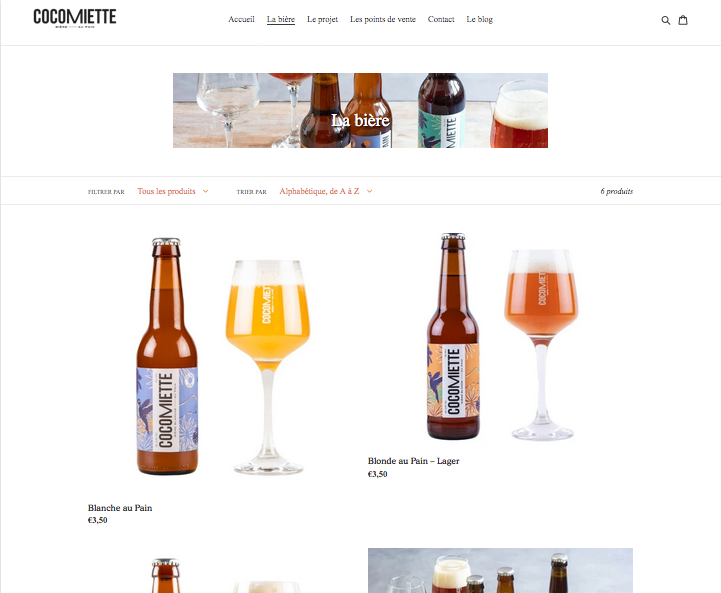 COCOMIETTE
BIÈRE AU PAIN
Accueil La bière Le projet Les points de vente Contact Le blog
La bière
FILTRER PAR Tous les produits TRIER PAR Alphabétique, de A à Z 6 produits
COCOMIETTE
COCOMIETTE
COCOMIETTE
COCOMIETTE
Blonde au Pain – Lager
€3,50
Blanche au Pain
€3,50